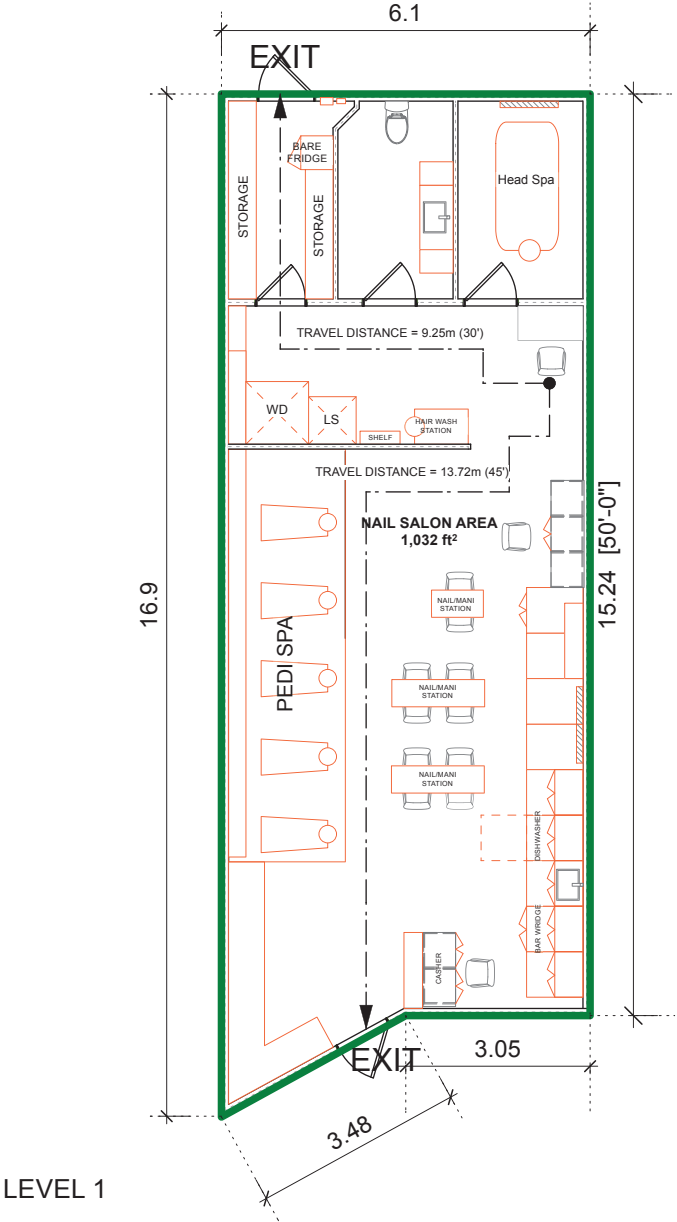 6.1
EXIT
BARE
FRIDGE
STORAGE
STORAGE
Head Spa
TRAVEL DISTANCE = 9.25m (30')
WD
LS
SHELF
HAIR WASH
STATION
TRAVEL DISTANCE = 13.72m (45')
NAIL SALON AREA
1,032 ft²
16.9
15.24 [50'-0"]
PEDI SPA
NAIL/MANI
STATION
NAIL/MANI
STATION
NAIL/MANI
STATION
DISHWASHER
BAR WRIDGE
CASHER
EXIT
3.05
3.48
LEVEL 1